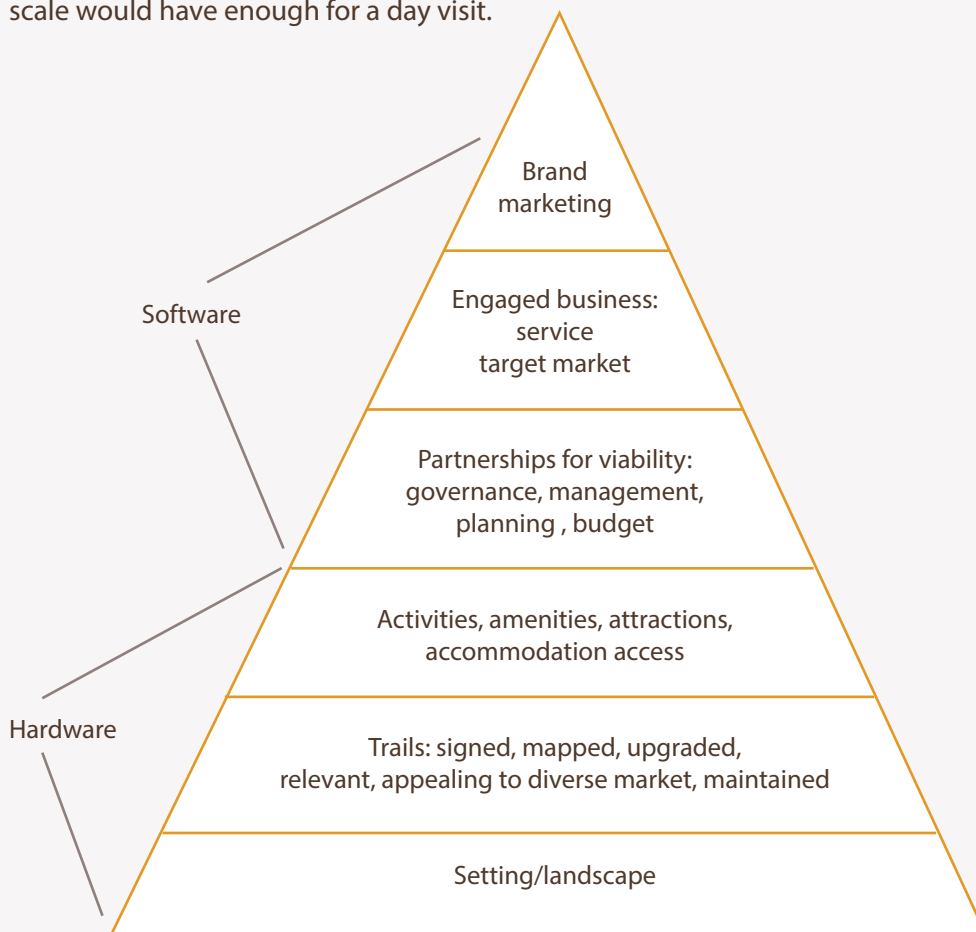 scale would have enough for a day visit.
Brand
marketing
Engaged business:
service
target market
Software
Partnerships for viability:
governance, management,
planning , budget
Activities, amenities, attractions,
accommodation access
Hardware
Trails: signed, mapped, upgraded,
relevant, appealing to diverse market, maintained
Setting/landscape